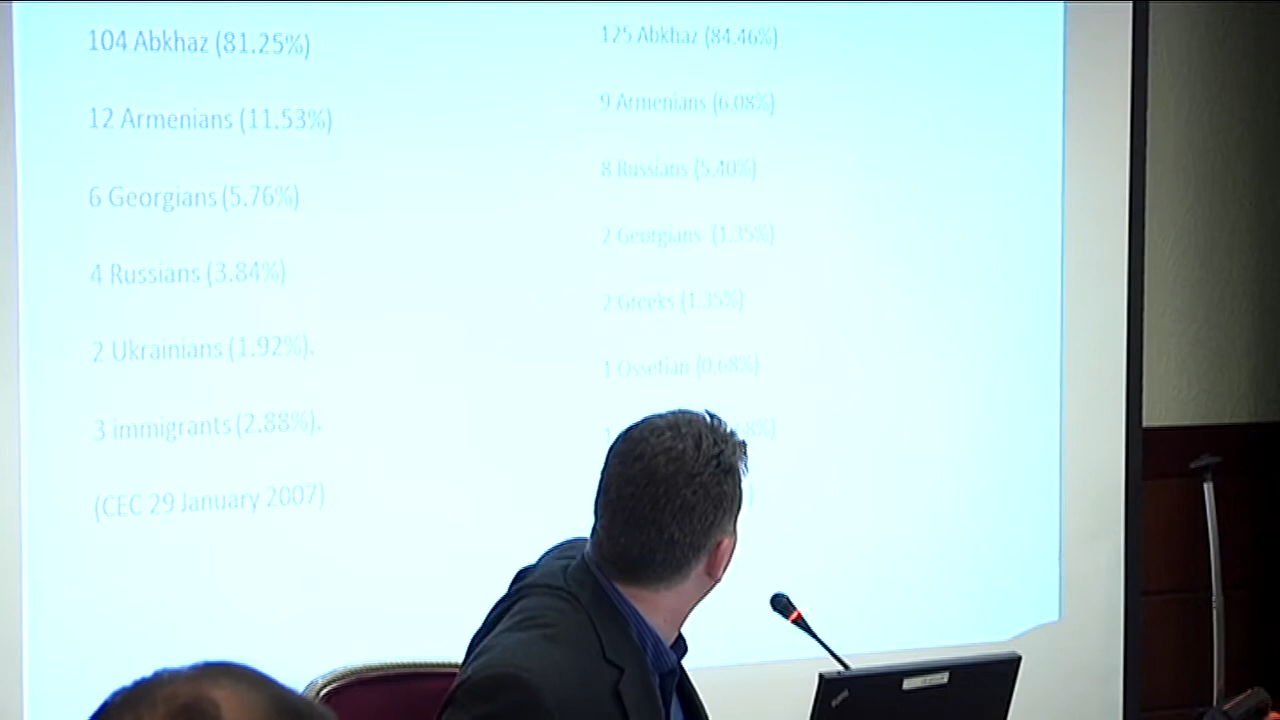 104 Abkhaz (81.25%)
12 Armenians (11.53%)
6 Georgians (5.76%)
4 Russians (3.84%)
2 Ukrainians (1.92%).
3 immigrants (2.88%).
(CEC 29 January 2007)
125 Abkhaz (84.46%)
9 Armenians (6.08%)
8 Russians (5.40%)
2 Georgians (1.35%)
2 Greeks (1.35%)
1 Ossetian (0.68%)
1